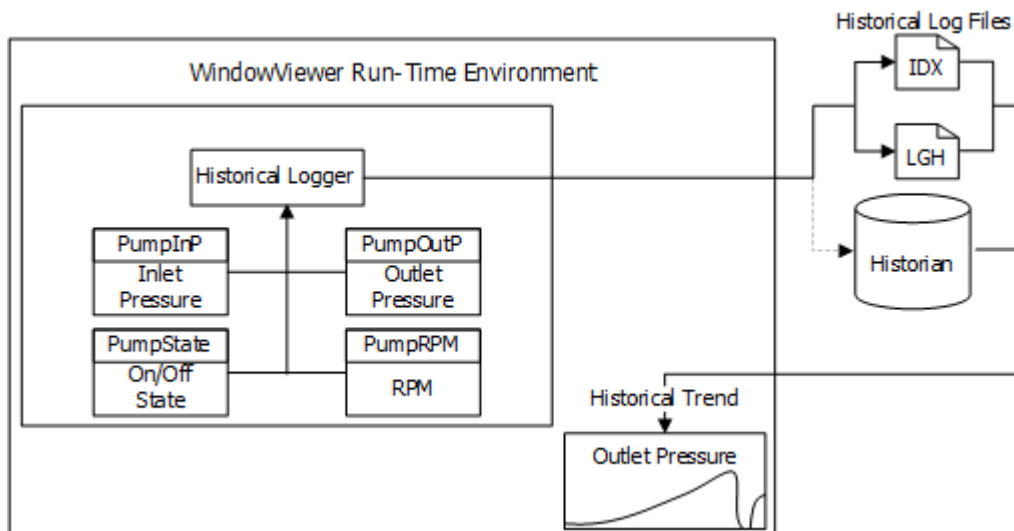 Historical Log Files
WindowViewer Run-Time Environment
IDX
LGH
Historical Logger
PumpInP
Inlet
Pressure
PumpOutP
Outlet
Pressure
Historian
PumpState
On/Off
State
PumpRPM
RPM
Historical Trend
Outlet Pressure